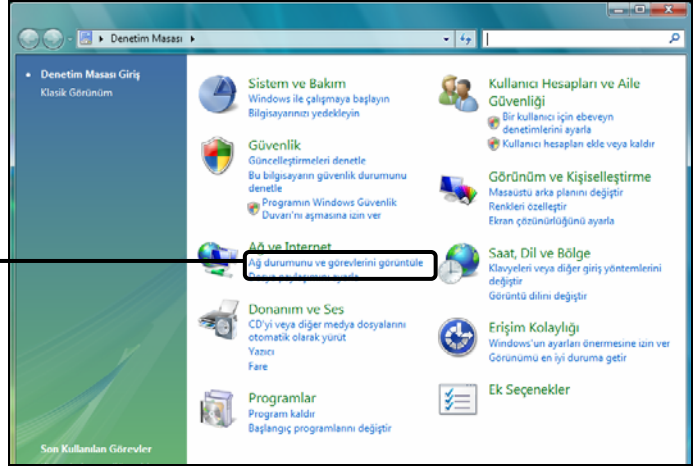 Denetim Masası
Denetim Masası Giriş
Klasik Görünüm
Son Kullanılan Görevler
Sistem ve Bakım
Windows ile çalışmaya başlayın
Bilgisayarınızı yedekleyin
Güvenlik
Güncelleştirmeleri denetle
Bu bilgisayarın güvenlik durumunu
denetle
Programın Windows Güvenlik
Duvarı'nı aşmasına izin ver
Ağ ve Internet
Ağ durumunu ve görevlerini görüntüle
Dosya paylaşımını ayarla
Donanım ve Ses
CD'yi veya diğer medya dosyalarını
otomatik olarak yürüt
Yazıcı
Fare
Programlar
Program kaldır
Başlangıç programlarını değiştir
Kullanıcı Hesapları ve Aile
Güvenliği
Bir kullanıcı için ebeveyn
denetimlerini ayarla
Kullanıcı hesapları ekle veya kaldır
Görünüm ve Kişiselleştirme
Masaüstü arka planını değiştir
Renkleri özelleştir
Ekran çözünürlüğünü ayarla
Saat, Dil ve Bölge
Klavyeleri veya diğer giriş yöntemlerini
değiştir
Görüntü dilini değiştir
Erişim Kolaylığı
Windows'un ayarları önermesine izin ver
Görünümü en iyi duruma getir
Ek Seçenekler